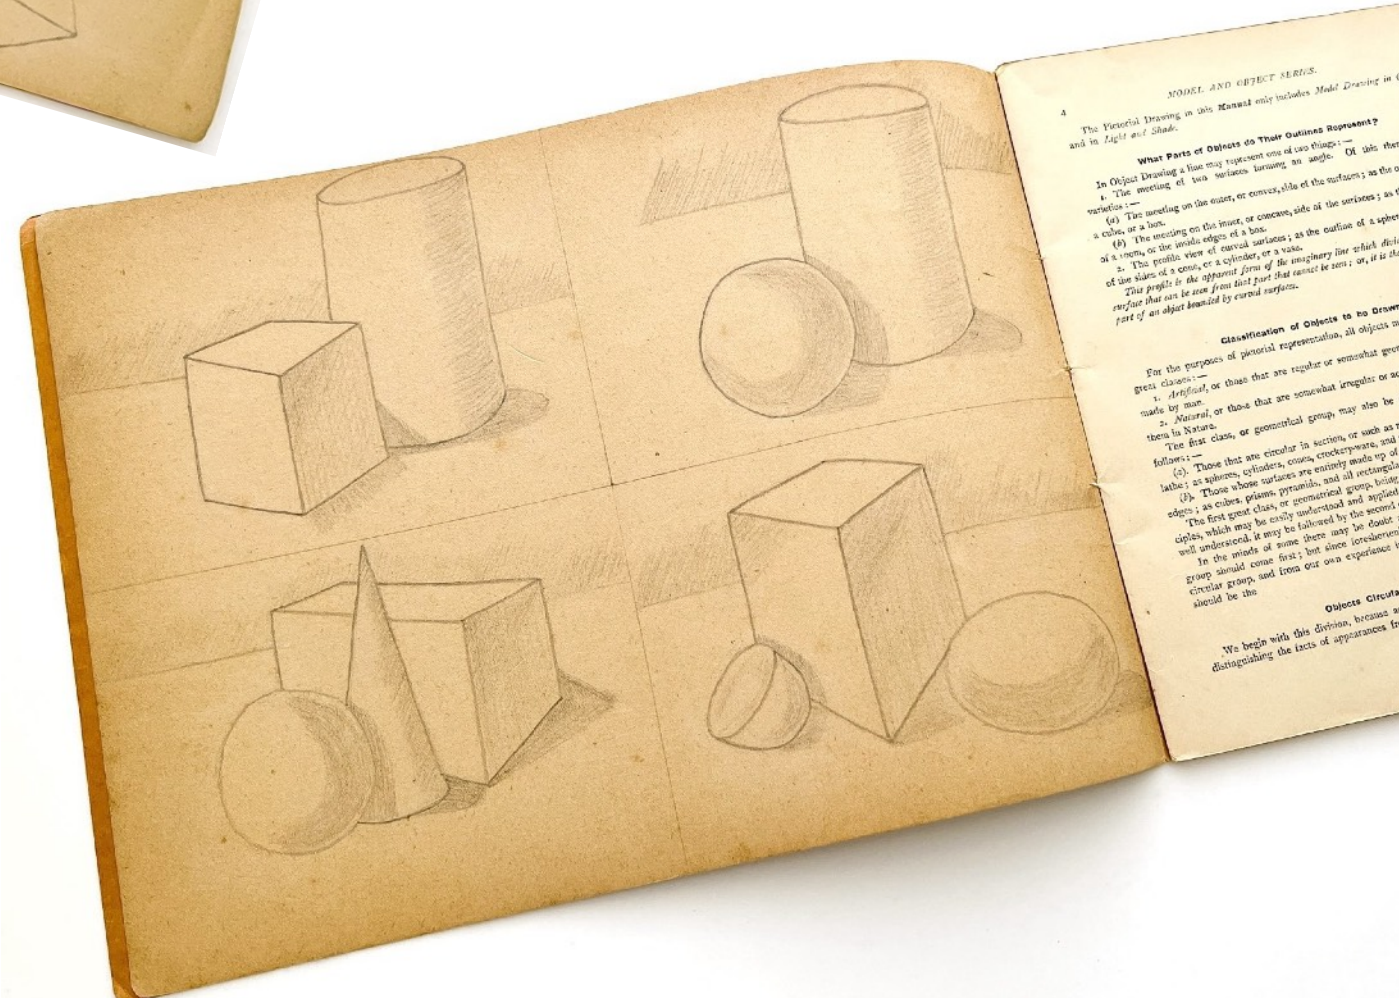 MODEL AND OBJECT SERIES.
4
The Pictorial Drawing in this Manual only includes Model Drawing in
and in Light and Shade.
What Parts of Objects do Their Outlines Represent?
In Object Drawing a line may represent one of two things:—
1. The meeting of two surfaces forming an angle. Of this
varieties:—
(a) The meeting on the outer, or convex, side of the surfaces; as the
a cube, or a box.
(b) The meeting on the inner, or concave, side of the surfaces; as
of a room, or the inside edges of a box.
2. The profile view of curved surfaces; as the outline of a
of the sides of a cone, or a cylinder, or a vase.
This profile is the apparent form of the imaginary line which
surface that can be seen from that part that cannot be seen; or, it is
part of an object bounded by curved surfaces.
Classification of Objects to be
For the purposes of pictorial representation, all objects
great classes:—
1. Artificial, or those that are regular or somewhat
made by man.
2. Natural, or those that are somewhat irregular or
them in Nature.
The first class, or geometrical group, may also be
follows:—
(a). Those that are circular in section, or such as
lathe; as spheres, cylinders, cones, crockery-ware, and
(b). Those whose surfaces are entirely made up of
edges; as cubes, prisms, pyramids, and all
The first great class, or geometrical group, being
ciples, which may be easily understood and
well understood, it may be followed by the second
In the minds of some there may be doubt
group should come first; but since
circular group, and from our own experience
should be the
Objects
We begin with this division, because
distinguishing the facts of appearances